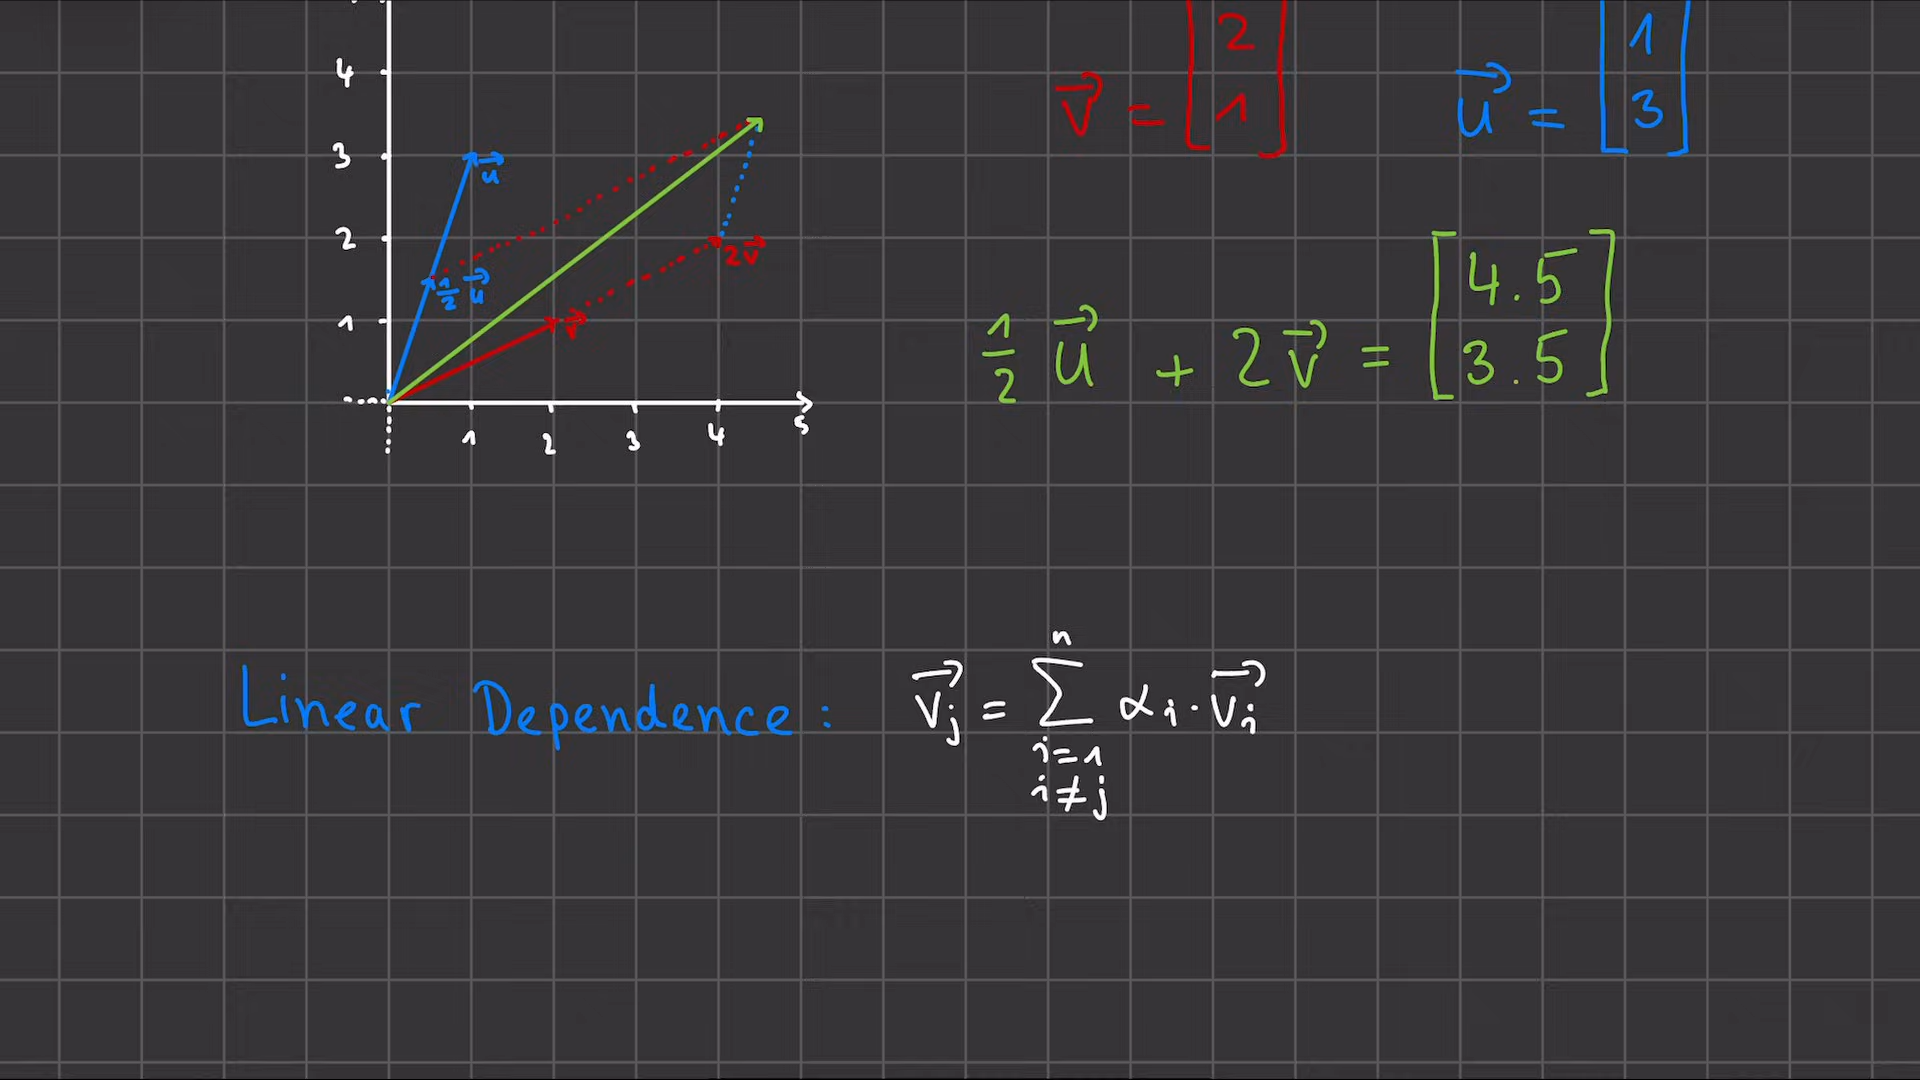 4
3
2
1
1 2 3 4 5
u⃗
½ u⃗
v⃗
2v⃗
v⃗ = [2 1]
u⃗ = [1 3]
½ u⃗ + 2 v⃗ = [4.5 3.5]
Linear Dependence: v⃗ⱼ = ∑ αᵢ · v⃗ᵢ
n
i=1
i≠j